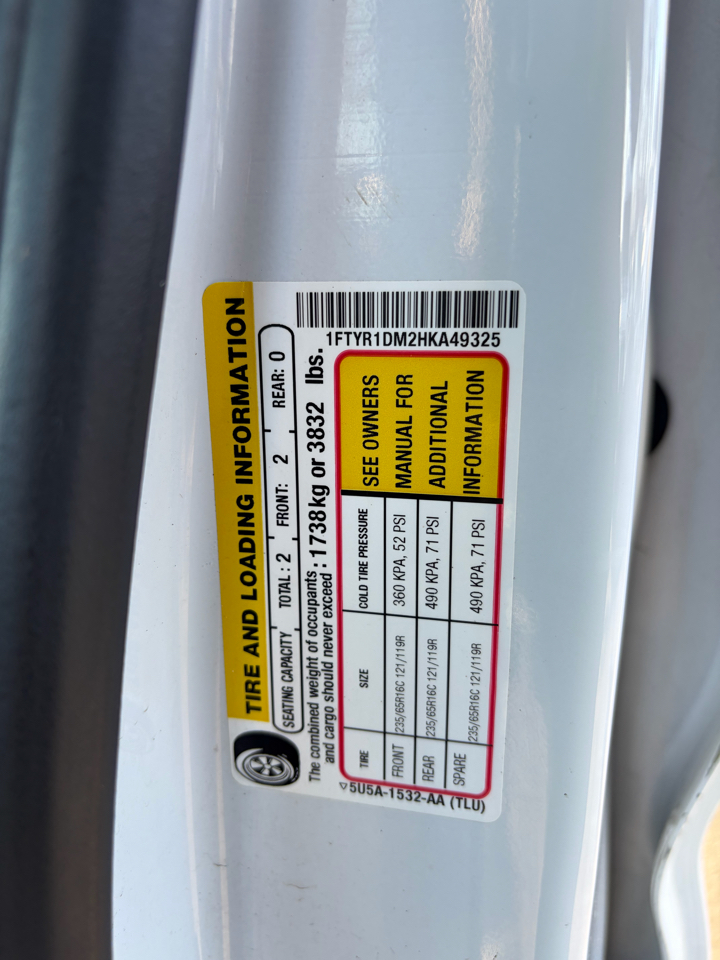 TIRE AND LOADING INFORMATION
SEATING CAPACITY TOTAL: 2 FRONT: 2 REAR: 0
The combined weight of occupants
and cargo should never exceed : 1738 kg or 3832 lbs.
TIRE SIZE COLD TIRE PRESSURE
FRONT 235/65R16C 121/119R 360 KPA, 52 PSI
REAR 235/65R16C 121/119R 490 KPA, 71 PSI
SPARE 235/65R16C 121/119R 490 KPA, 71 PSI
SEE OWNERS
MANUAL FOR
ADDITIONAL
INFORMATION
5U5A-1532-AA (TLU)
1FTYR1DM2HKA49325